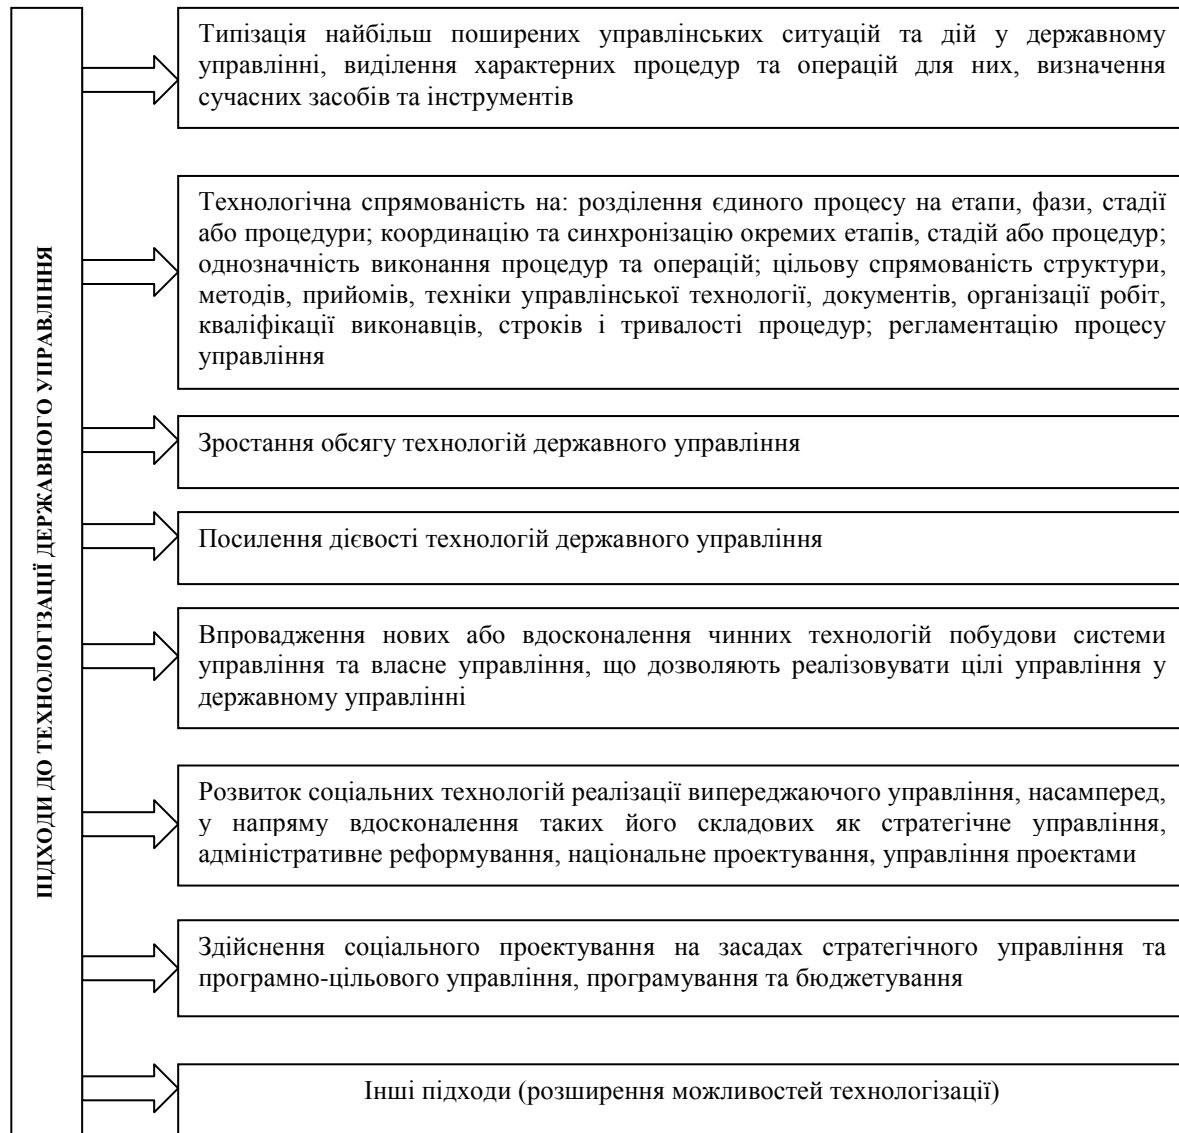 ПІДХОДИ ДО ТЕХНОЛОГІЗАЦІЇ ДЕРЖАВНОГО УПРАВЛІННЯ
Типізація найбільш поширених управлінських ситуацій та дій у державному
управлінні, виділення характерних процедур та операцій для них, визначення
сучасних засобів та інструментів
Технологічна спрямованість на: розділення єдиного процесу на етапи, фази, стадії
або процедури; координацію та синхронізацію окремих етапів, стадій або процедур;
однозначність виконання процедур та операцій; цільову спрямованість структури,
методів, прийомів, техніки управлінської технології, документів, організації робіт,
кваліфікації виконавців, строків і тривалості процедур; регламентацію процесу
управління
Зростання обсягу технологій державного управління
Посилення дієвості технологій державного управління
Впровадження нових або вдосконалення чинних технологій побудови системи
управління та власне управління, що дозволяють реалізовувати цілі управління у
державному управлінні
Розвиток соціальних технологій реалізації випереджаючого управління, насамперед,
у напряму вдосконалення таких його складових як стратегічне управління,
адміністративне реформування, національне проектування, управління проектами
Здійснення соціального проектування на засадах стратегічного управління та
програмно-цільового управління, програмування та бюджетування
Інші підходи (розширення можливостей технологізації)